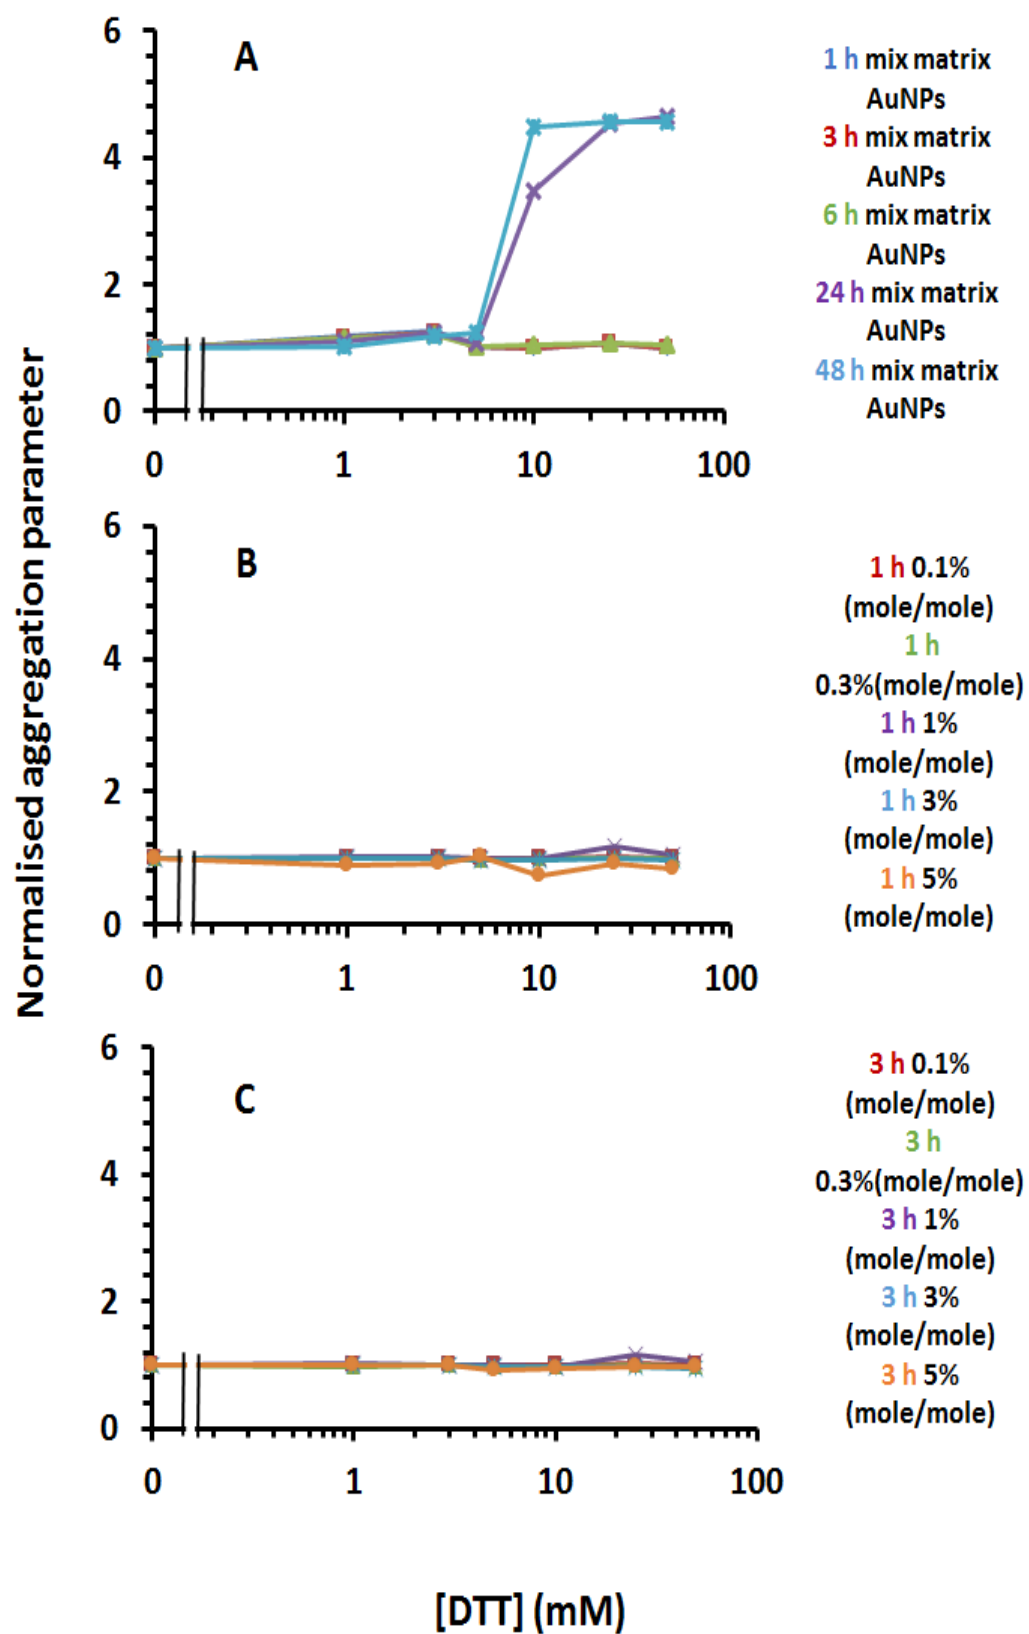 Normalised aggregation parameter
A
6
4
2
0
0
1
10
100
1 h mix matrix
AuNPs
3 h mix matrix
AuNPs
6 h mix matrix
AuNPs
24 h mix matrix
AuNPs
48 h mix matrix
AuNPs
B
6
4
2
0
0
1
10
100
1 h 0.1%
(mole/mole)
1 h
0.3%(mole/mole)
1 h 1%
(mole/mole)
1 h 3%
(mole/mole)
1 h 5%
(mole/mole)
C
6
4
2
0
0
1
10
100
3 h 0.1%
(mole/mole)
3 h
0.3%(mole/mole)
3 h 1%
(mole/mole)
3 h 3%
(mole/mole)
3 h 5%
(mole/mole)
[DTT] (mM)